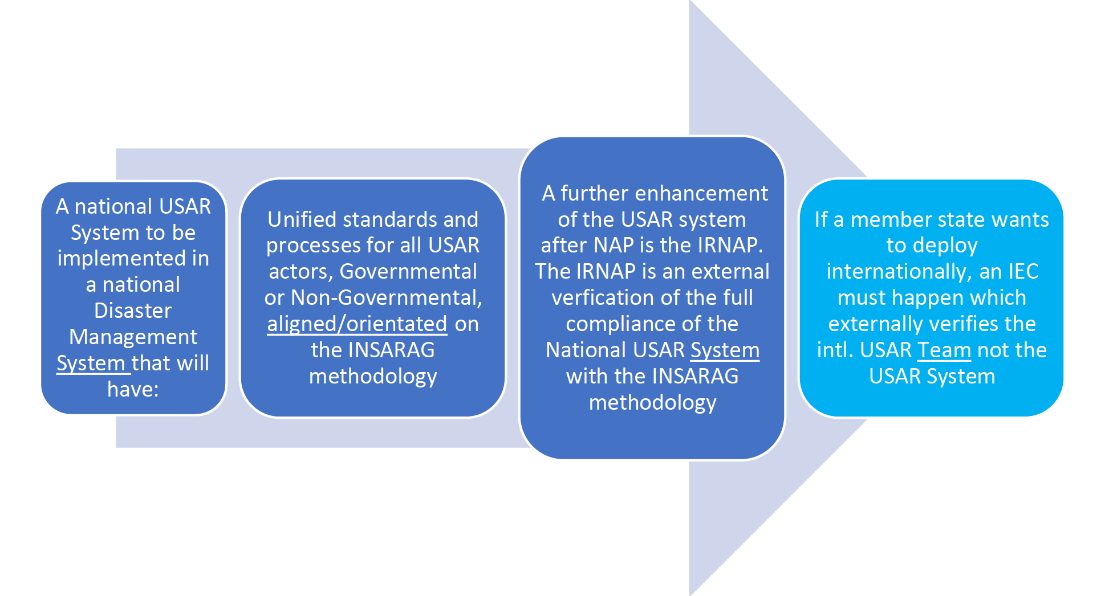 A national USAR
System to be
implemented in
a national
Disaster
Management
System that will
have:
Unified standards and
processes for all USAR
actors, Governmental
or Non-Governmental,
aligned/orientated on
the INSARAG
methodology
A further enhancement
of the USAR system
after NAP is the IRNAP.
The IRNAP is an external
verfication of the full
compliance of the
National USAR System
with the INSARAG
methodology
If a member state wants
to deploy
internationally, an IEC
must happen which
externally verifies the
intl. USAR Team not the
USAR System